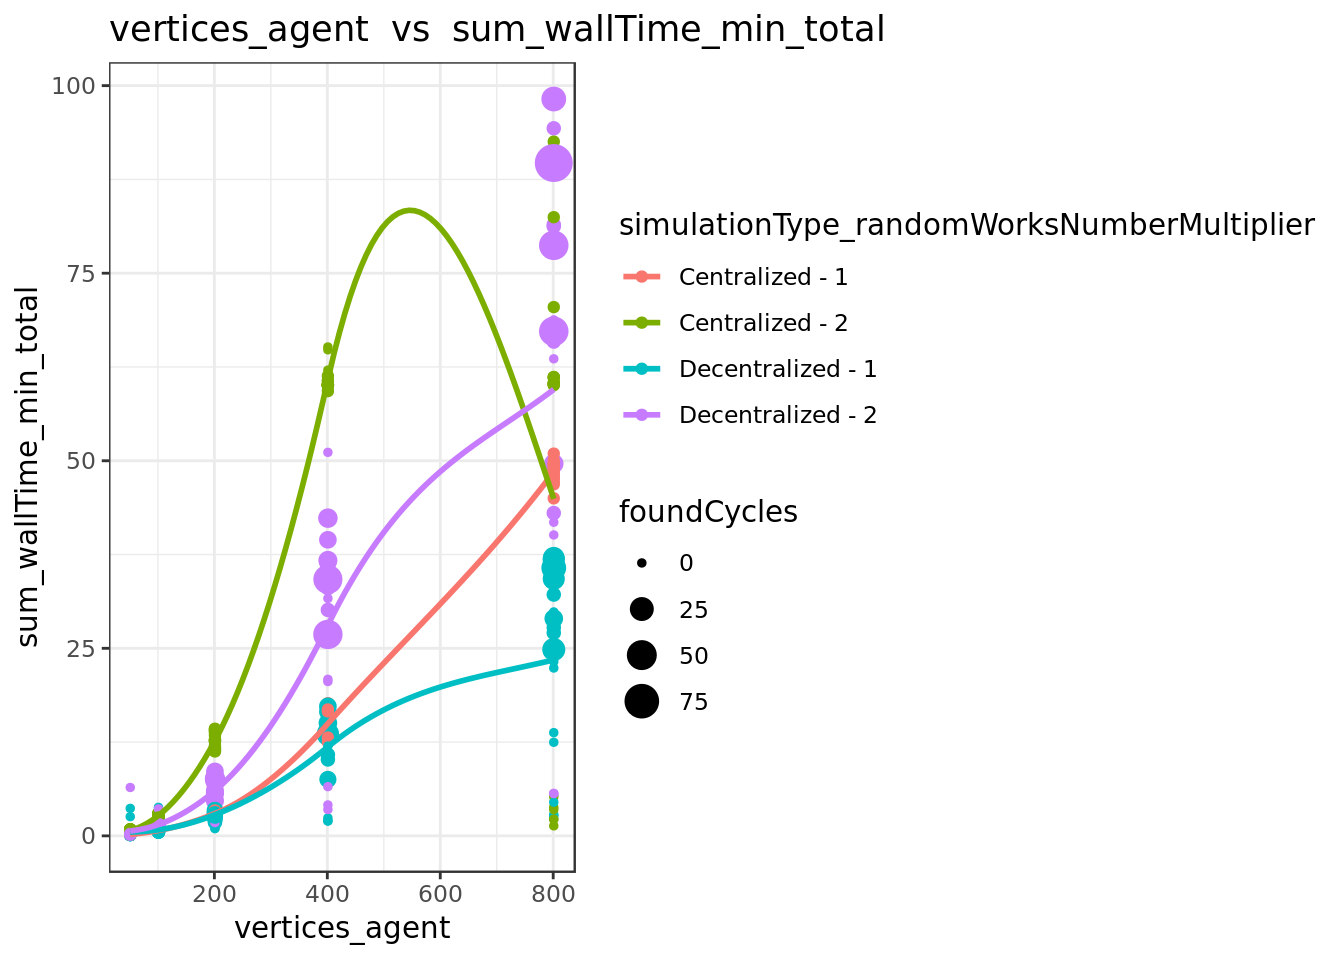 vertices_agent vs sum_wallTime_min_total
sum_wallTime_min_total
100
75
50
25
0
200 400 600 800
vertices_agent
simulationType_randomWorksNumberMultiplier
Centralized - 1
Centralized - 2
Decentralized - 1
Decentralized - 2
foundCycles
0
25
50
75